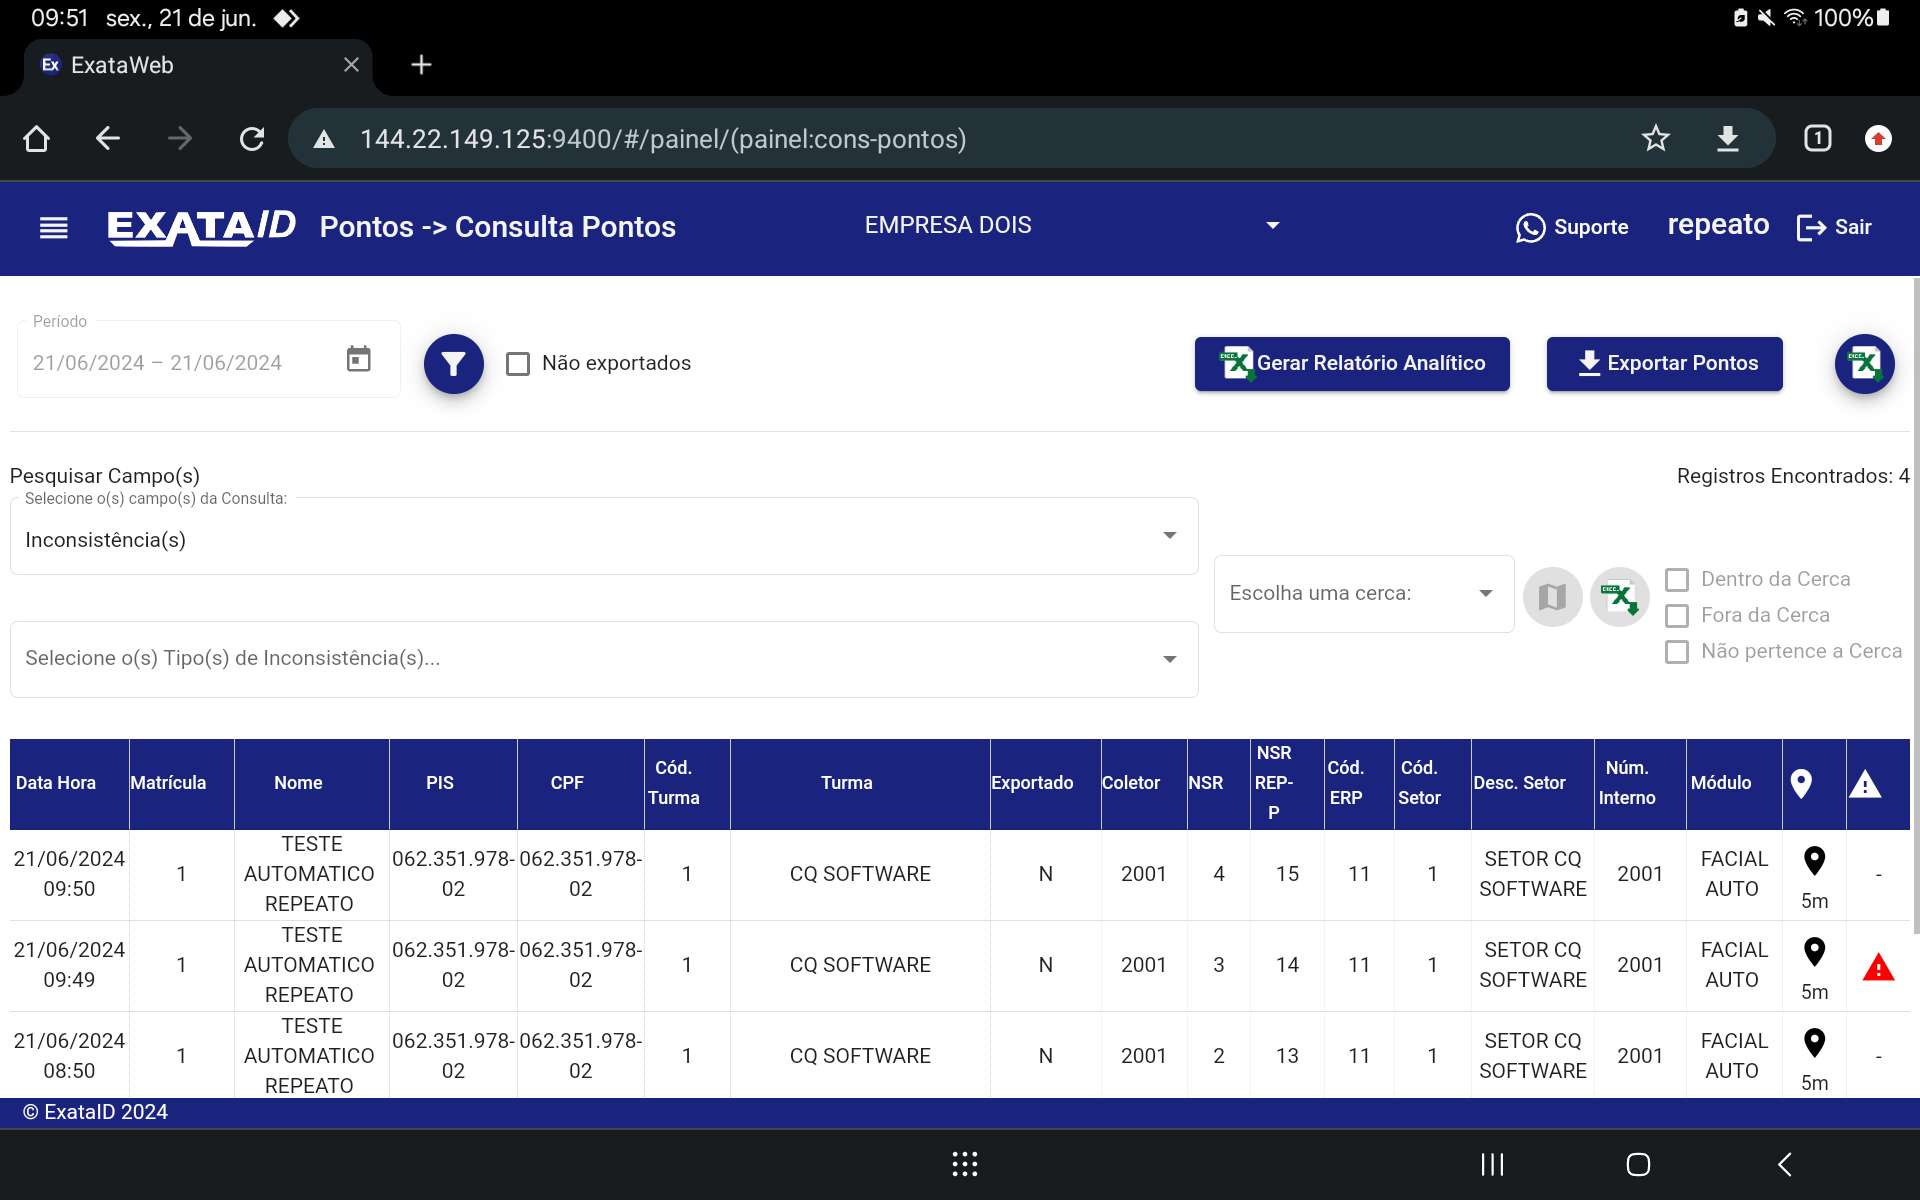 09:51 sex., 21 de jun. 100%
Ex ExataWeb
144.22.149.125:9400/#/painel/(painel:cons-pontos) 1
EXATAID Pontos -> Consulta Pontos EMPRESA DOIS Suporte repeato Sair
Período
21/06/2024 – 21/06/2024 Não exportados Gerar Relatório Analítico Exportar Pontos
Pesquisar Campo(s) Registros Encontrados: 4
Selecione o(s) campo(s) da Consulta:
Inconsistência(s)
Escolha uma cerca: Dentro da Cerca
Fora da Cerca
Não pertence a Cerca
Selecione o(s) Tipo(s) de Inconsistência(s)...
Data Hora Matrícula Nome PIS CPF Cód. Turma Turma Exportado Coletor NSR NSR REP-P Cód. ERP Cód. Setor Desc. Setor Núm. Interno Módulo
21/06/2024 09:50 1 TESTE AUTOMATICO REPEATO 062.351.978-02 062.351.978-02 1 CQ SOFTWARE N 2001 4 15 11 1 SETOR CQ SOFTWARE 2001 FACIAL AUTO 5m -
21/06/2024 09:49 1 TESTE AUTOMATICO REPEATO 062.351.978-02 062.351.978-02 1 CQ SOFTWARE N 2001 3 14 11 1 SETOR CQ SOFTWARE 2001 FACIAL AUTO 5m
21/06/2024 08:50 1 TESTE AUTOMATICO REPEATO 062.351.978-02 062.351.978-02 1 CQ SOFTWARE N 2001 2 13 11 1 SETOR CQ SOFTWARE 2001 FACIAL AUTO 5m -
© ExataID 2024